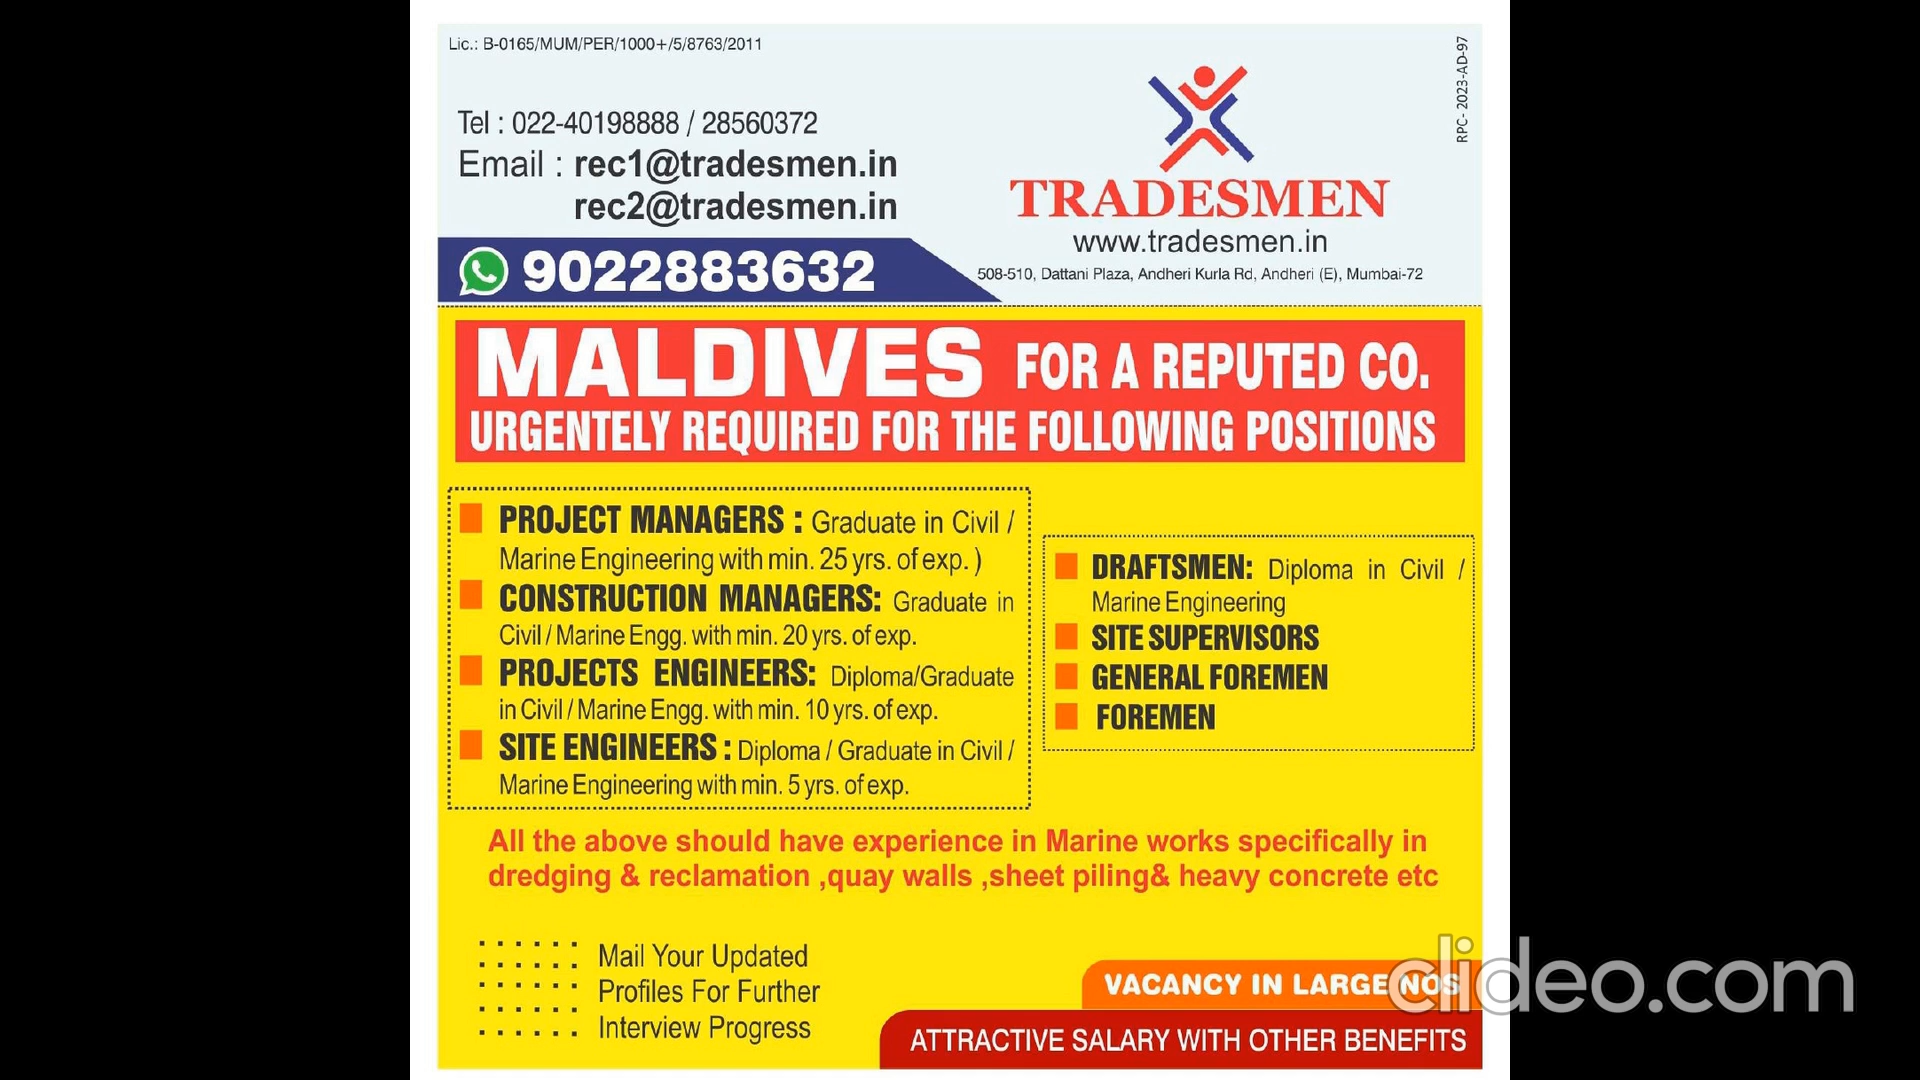 Lic.: B-0165/MUM/PER/1000+/5/8763/2011
RPC- 2023-AD-97
Tel : 022-40198888 / 28560372
Email : rec1@tradesmen.in
rec2@tradesmen.in
9022883632
TRADESMEN
www.tradesmen.in
508-510, Dattani Plaza, Andheri Kurla Rd, Andheri (E), Mumbai-72
MALDIVES FOR A REPUTED CO.
URGENTELY REQUIRED FOR THE FOLLOWING POSITIONS
PROJECT MANAGERS : Graduate in Civil /
Marine Engineering with min. 25 yrs. of exp. )
CONSTRUCTION MANAGERS: Graduate in
Civil / Marine Engg. with min. 20 yrs. of exp.
PROJECTS ENGINEERS: Diploma/Graduate
in Civil / Marine Engg. with min. 10 yrs. of exp.
SITE ENGINEERS : Diploma / Graduate in Civil /
Marine Engineering with min. 5 yrs. of exp.
DRAFTSMEN: Diploma in Civil /
Marine Engineering
SITE SUPERVISORS
GENERAL FOREMEN
FOREMEN
All the above should have experience in Marine works specifically in
dredging & reclamation ,quay walls ,sheet piling& heavy concrete etc
Mail Your Updated
Profiles For Further
Interview Progress
VACANCY IN LARGE NOS
ATTRACTIVE SALARY WITH OTHER BENEFITS
clideo.com